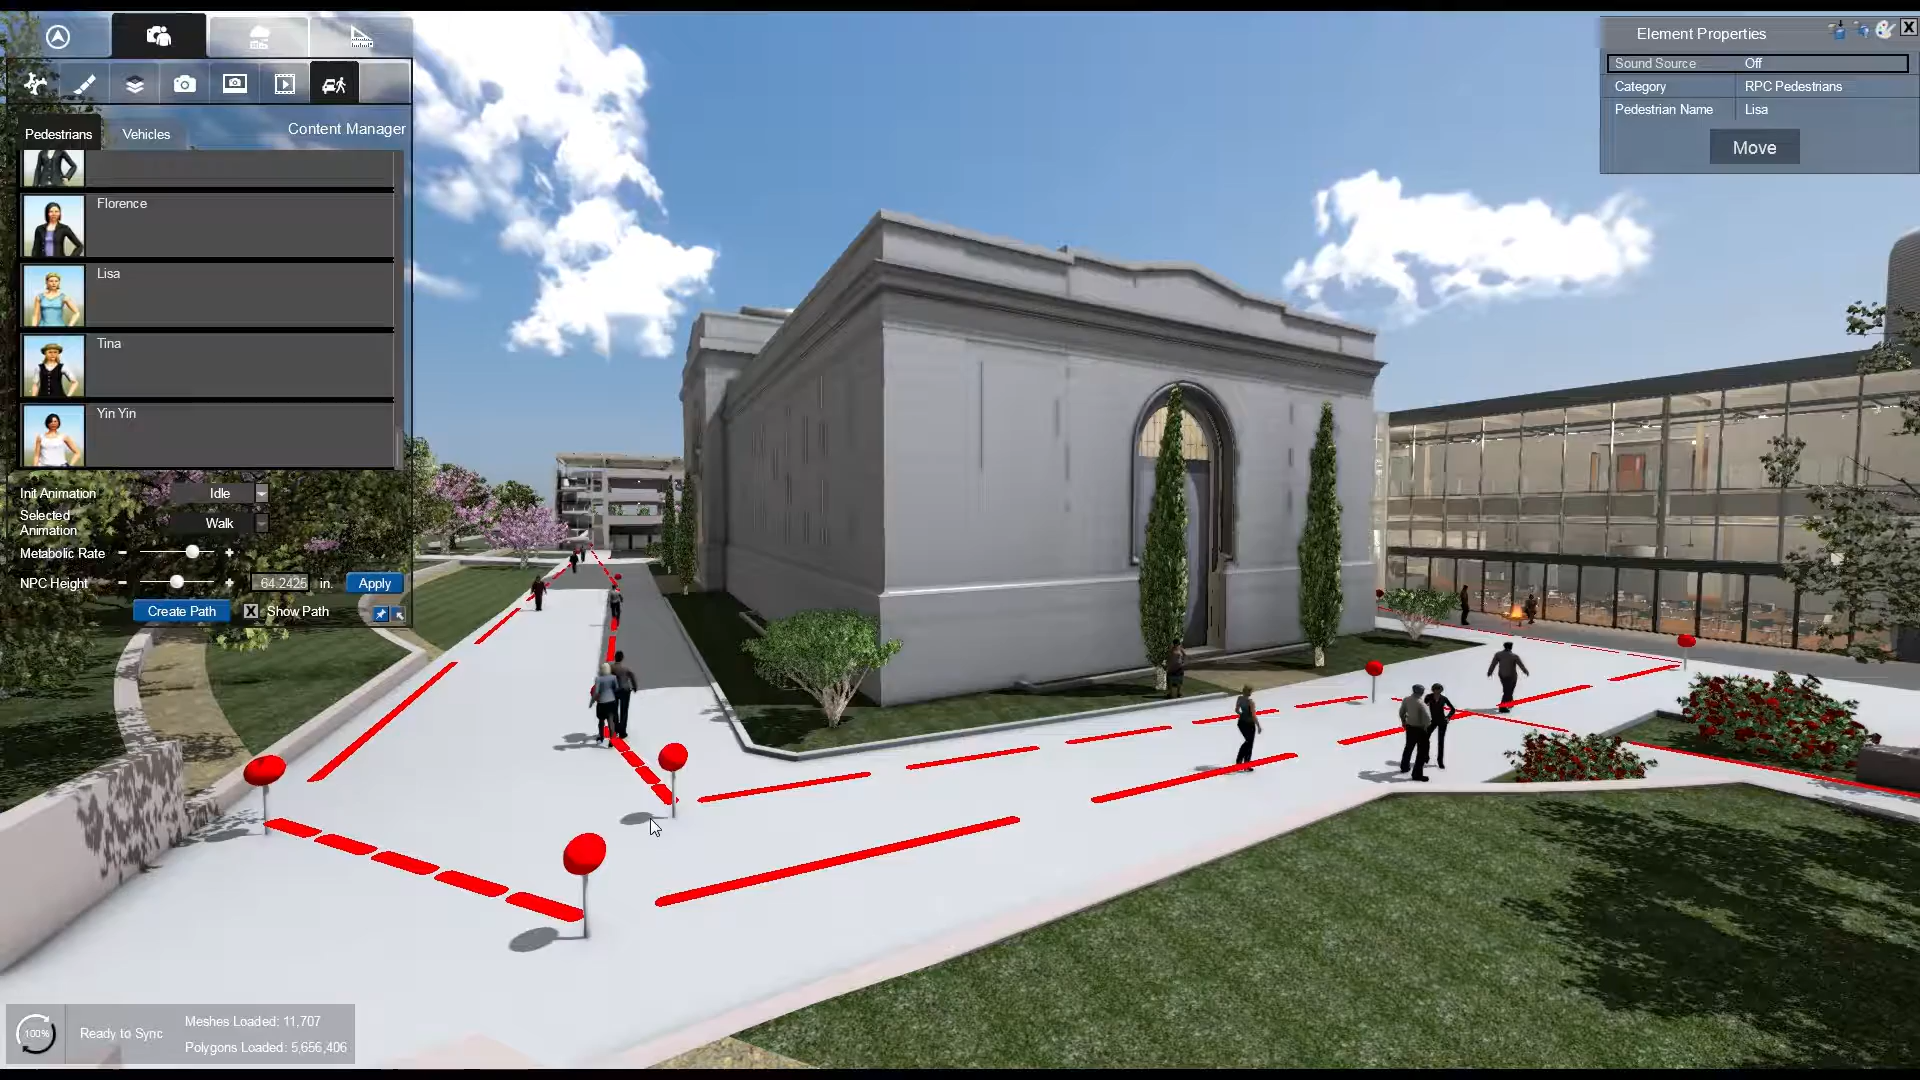 Element Properties
Sound Source Off
Category RPC Pedestrians
Pedestrian Name Lisa
Move
Pedestrians Vehicles Content Manager
Florence
Lisa
Tina
Yin Yin
Init Animation Idle
Selected
Animation Walk
Metabolic Rate - +
NPC Height - + 64.2425 in. Apply
Create Path X Show Path
100% Ready to Sync
Meshes Loaded: 11,707
Polygons Loaded: 5,656,406